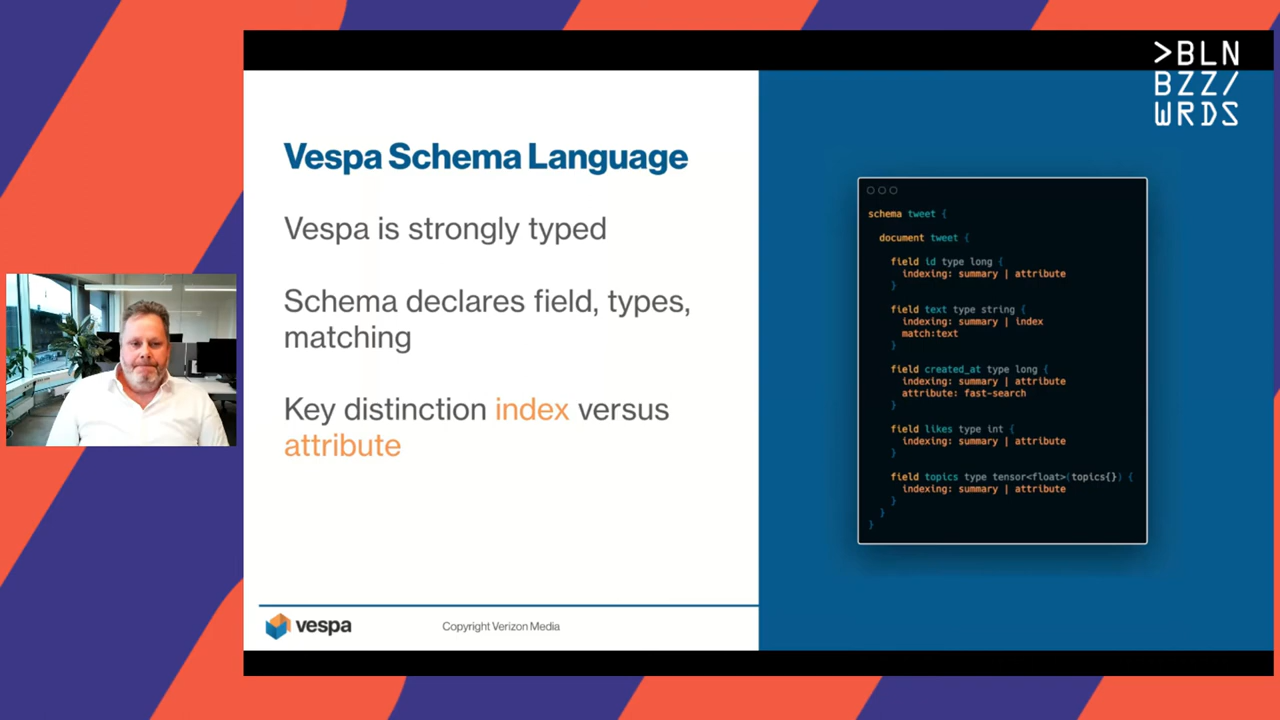 >BLN
BZZ/
WRDS
Vespa Schema Language
Vespa is strongly typed
Schema declares field, types,
matching
Key distinction index versus
attribute
schema tweet {
document tweet {
field id type long {
indexing: summary | attribute
}
field text type string {
indexing: summary | index
match:text
}
field created_at type long {
indexing: summary | attribute
attribute: fast-search
}
field likes type int {
indexing: summary | attribute
}
field topics type tensor<float>(topics{}) {
indexing: summary | attribute
}
}
}
vespa
Copyright Verizon Media